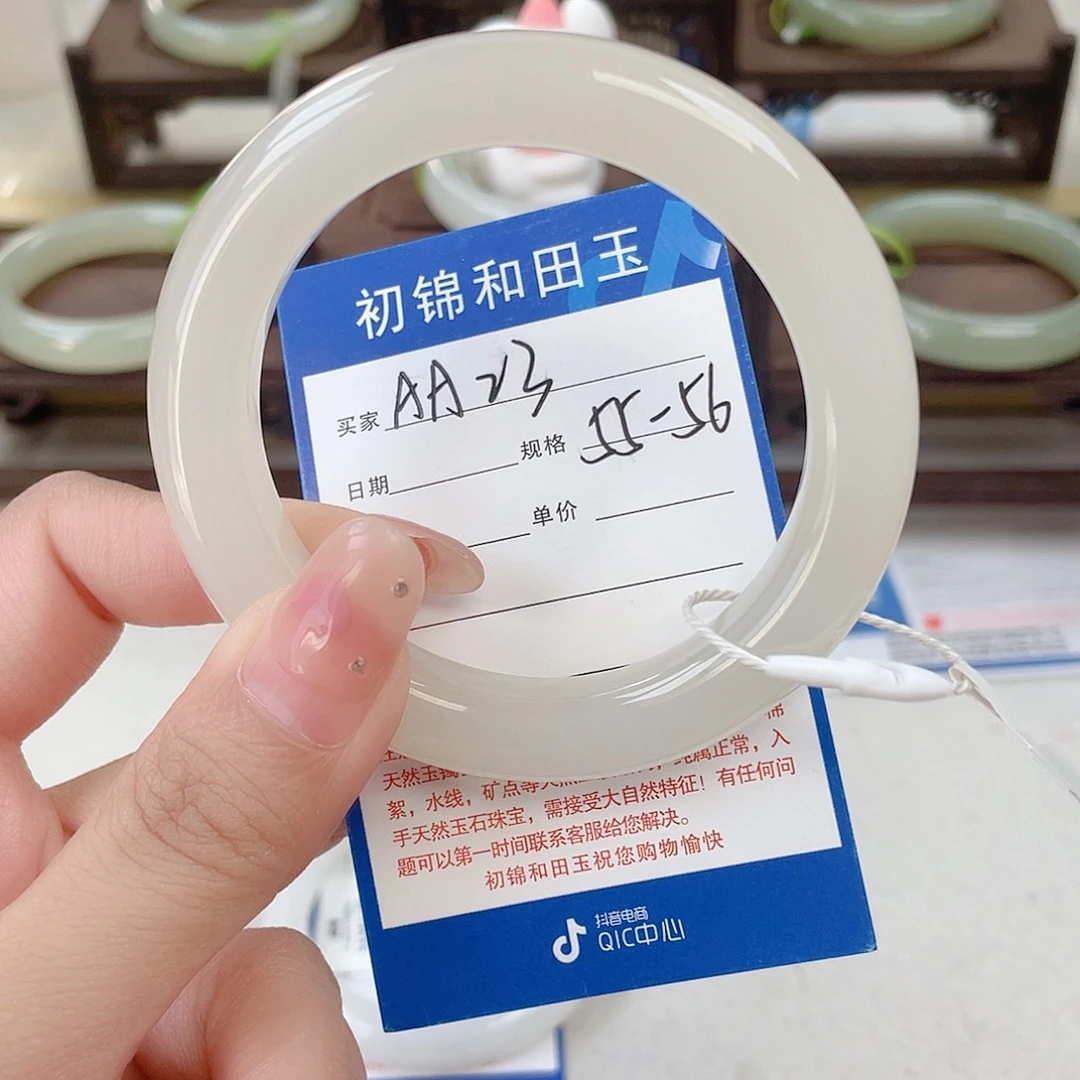 初锦和田玉
买家 AA23
规格 55-56
日期
单价
天然玉
絮，水线，矿点等 纯属正常，入
手天然玉石珠宝，需接受大自然特征！有任何问
题可以第一时间联系客服给您解决。
初锦和田玉祝您购物愉快
抖音电商
QIC中心